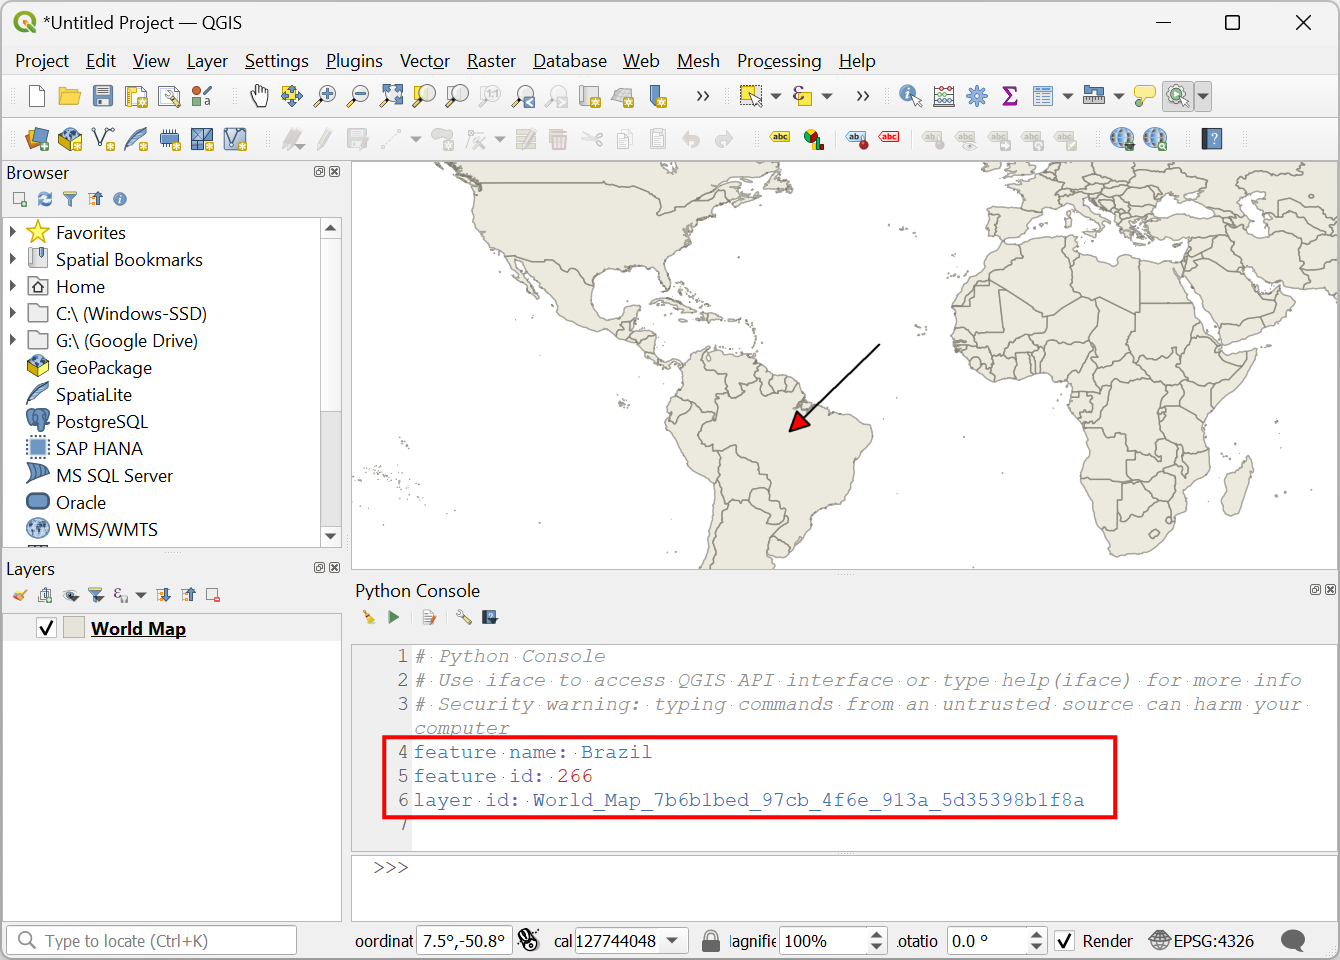 *Untitled Project — QGIS
Project Edit View Layer Settings Plugins Vector Raster Database Web Mesh Processing Help
Browser
Favorites
Spatial Bookmarks
Home
C:\ (Windows-SSD)
G:\ (Google Drive)
GeoPackage
SpatiaLite
PostgreSQL
SAP HANA
MS SQL Server
Oracle
WMS/WMTS
Layers
World Map
Python Console
1 # Python Console
2 # Use iface to access QGIS API interface or type help(iface) for more info
3 # Security warning: typing commands from an untrusted source can harm your
computer
4 feature name: Brazil
5 feature id: 266
6 layer id: World_Map_7b6b1bed_97cb_4f6e_913a_5d35398b1f8a
7
>>>
Type to locate (Ctrl+K) oordinat 7.5°,-50.8° cal 127744048 lagnifie 100% otatio 0.0 ° Render EPSG:4326